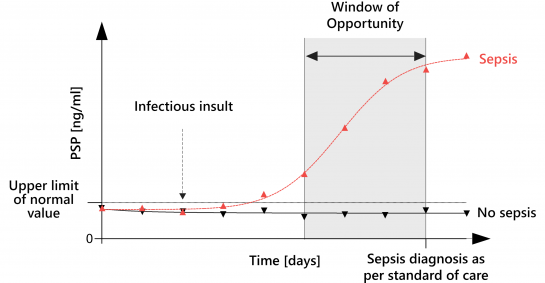 Window of
Opportunity
Sepsis
PSP [ng/ml]
Infectious insult
Upper limit
of normal
value
No sepsis
0
Time [days]
Sepsis diagnosis as
per standard of care